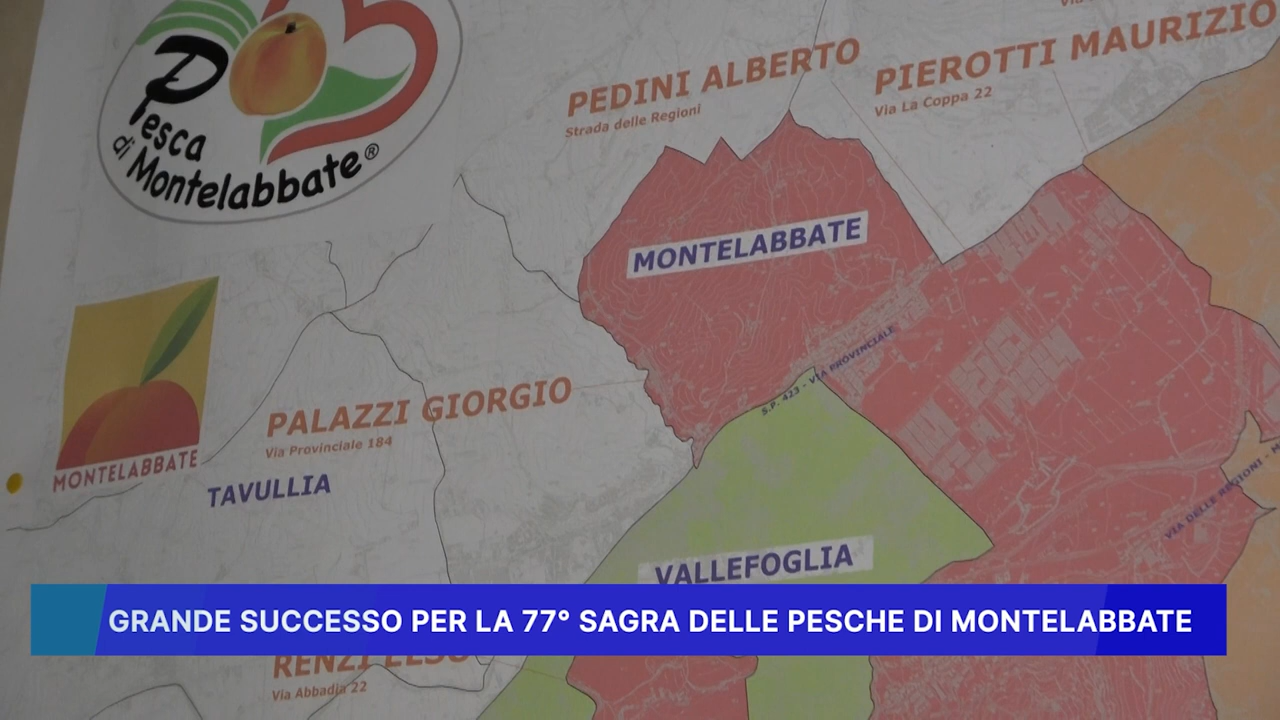 PIEROTTI MAURIZIO
Via La Coppa 22
PEDINI ALBERTO
Strada delle Regioni
Pesca
di Montelabbate®
MONTELABBATE
S.P. 423 - VIA PROVINCIALE
PALAZZI GIORGIO
Via Provinciale 184
MONTELABBATE
TAVULLIA
VIA DELLE REGIONI -
VALLEFOGLIA
GRANDE SUCCESSO PER LA 77° SAGRA DELLE PESCHE DI MONTELABBATE
RENZI
Via Abbadia 22